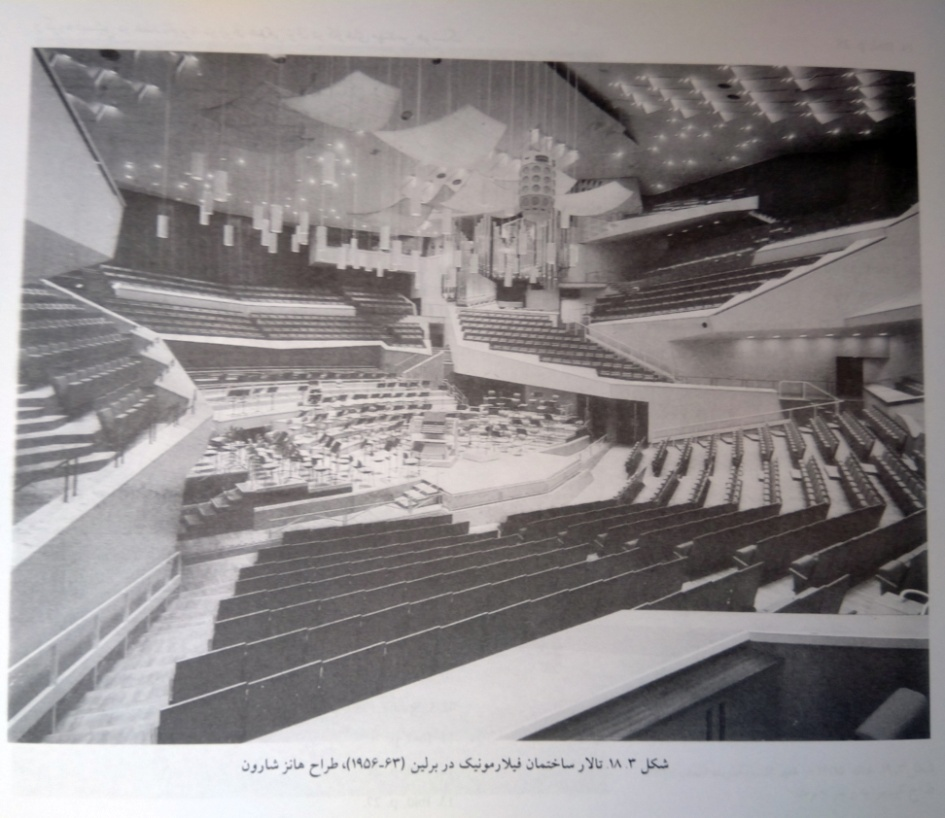 شکل ۳. ۱۸. تالار ساختمان فیلارمونیک در برلین (۶۳-۱۹۵۶)، طراح هانز شارون